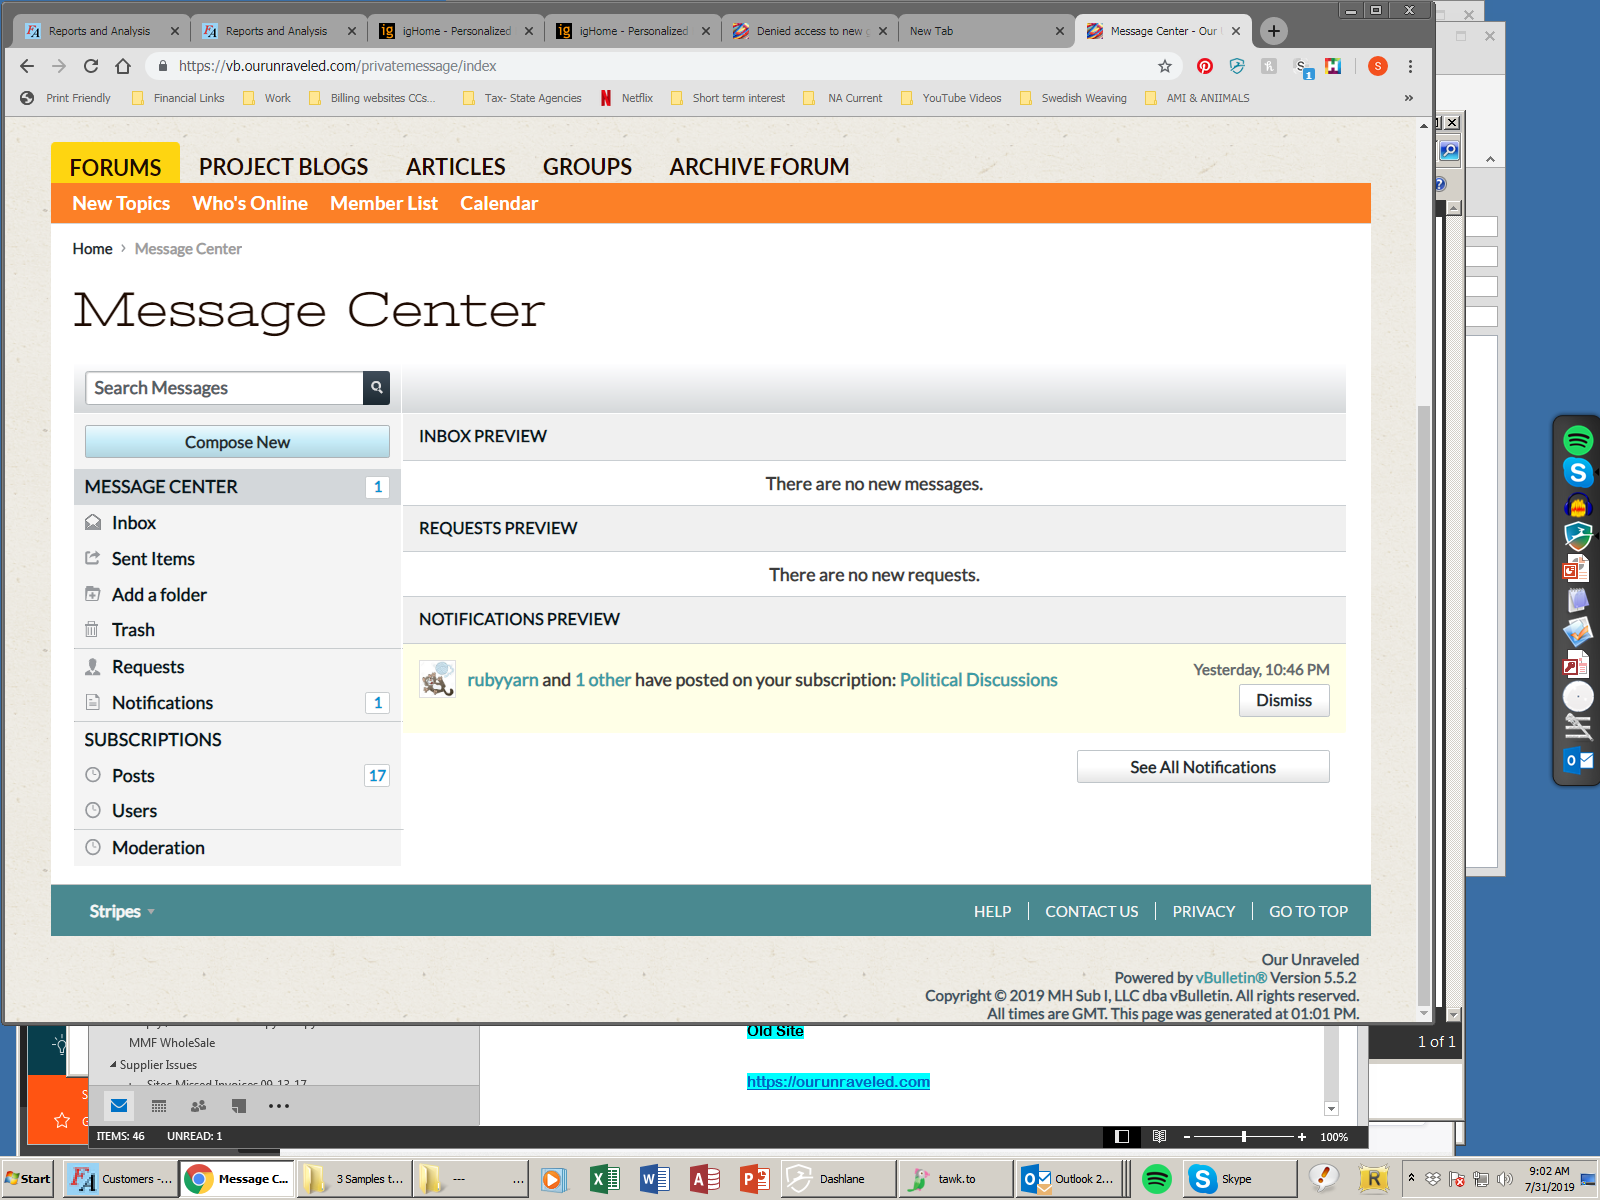 Reports and Analysis
Reports and Analysis
igHome - Personalized
igHome - Personalized
Denied access to new
New Tab
Message Center - Our
https://vb.ourunraveled.com/privatemessage/index
1
S
Print Friendly
Financial Links
Work
Billing websites CCs...
Tax- State Agencies
Netflix
Short term interest
NA Current
YouTube Videos
Swedish Weaving
AMI & ANIIMALS
FORUMS
PROJECT BLOGS
ARTICLES
GROUPS
ARCHIVE FORUM
New Topics
Who's Online
Member List
Calendar
Home › Message Center
Message Center
Search Messages
Compose New
MESSAGE CENTER 1
Inbox
Sent Items
Add a folder
Trash
Requests
Notifications 1
SUBSCRIPTIONS
Posts 17
Users
Moderation
INBOX PREVIEW
There are no new messages.
REQUESTS PREVIEW
There are no new requests.
NOTIFICATIONS PREVIEW
rubyyarn and 1 other have posted on your subscription: Political Discussions
Yesterday, 10:46 PM
Dismiss
See All Notifications
Stripes
HELP
CONTACT US
PRIVACY
GO TO TOP
Our Unraveled
Powered by vBulletin® Version 5.5.2
Copyright © 2019 MH Sub I, LLC dba vBulletin. All rights reserved.
All times are GMT. This page was generated at 01:01 PM.
Old Site
1 of 1
MMF WholeSale
Supplier Issues
Sites Missed Invoices 09-13-17
https://ourunraveled.com
ITEMS: 46
UNREAD: 1
100%
Start
Customers -...
Message C...
3 Samples t...
--- ...
Dashlane
tawk.to
Outlook 2...
Skype
9:02 AM
7/31/2019